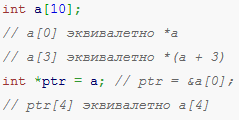 int a[10];
// a[0] эквивалетно *a
// a[3] эквивалетно *(a + 3)
int *ptr = a; // ptr = &a[0];
// ptr[4] эквивалетно a[4]